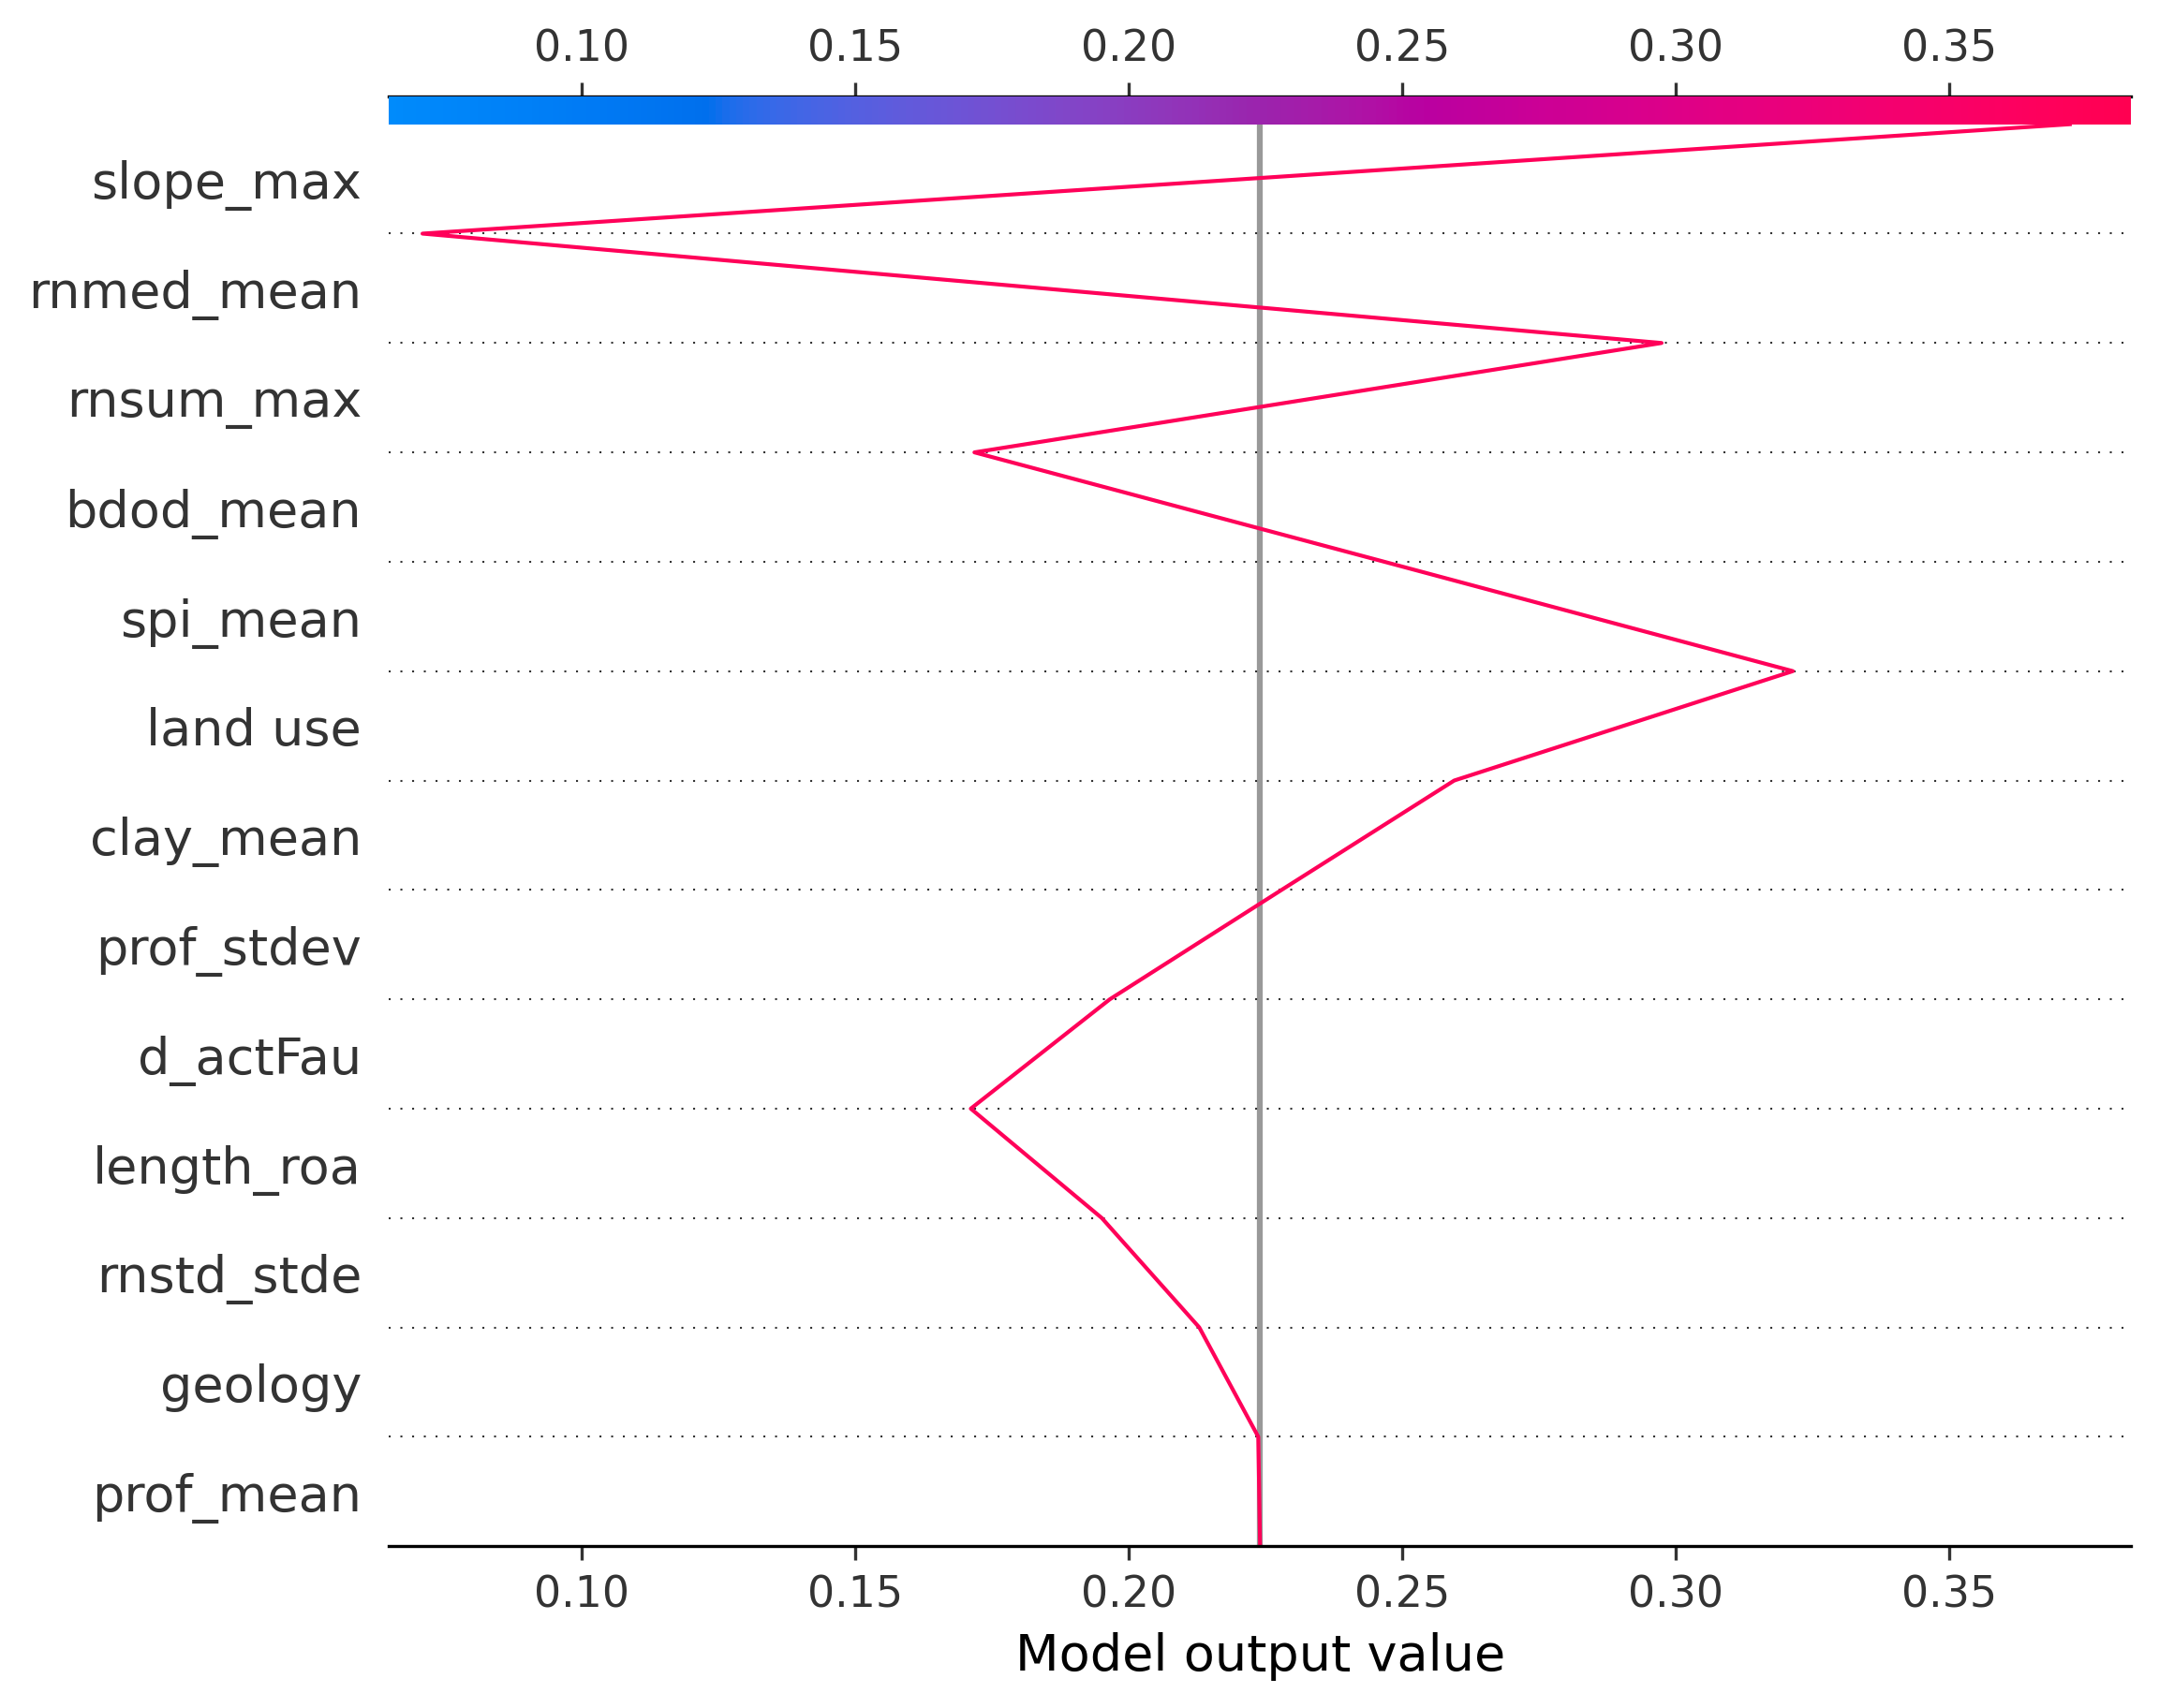 0.10 0.15 0.20 0.25 0.30 0.35
slope_max
rnmed_mean
rnsum_max
bdod_mean
spi_mean
land use
clay_mean
prof_stdev
d_actFau
length_roa
rnstd_stde
geology
prof_mean
0.10 0.15 0.20 0.25 0.30 0.35
Model output value